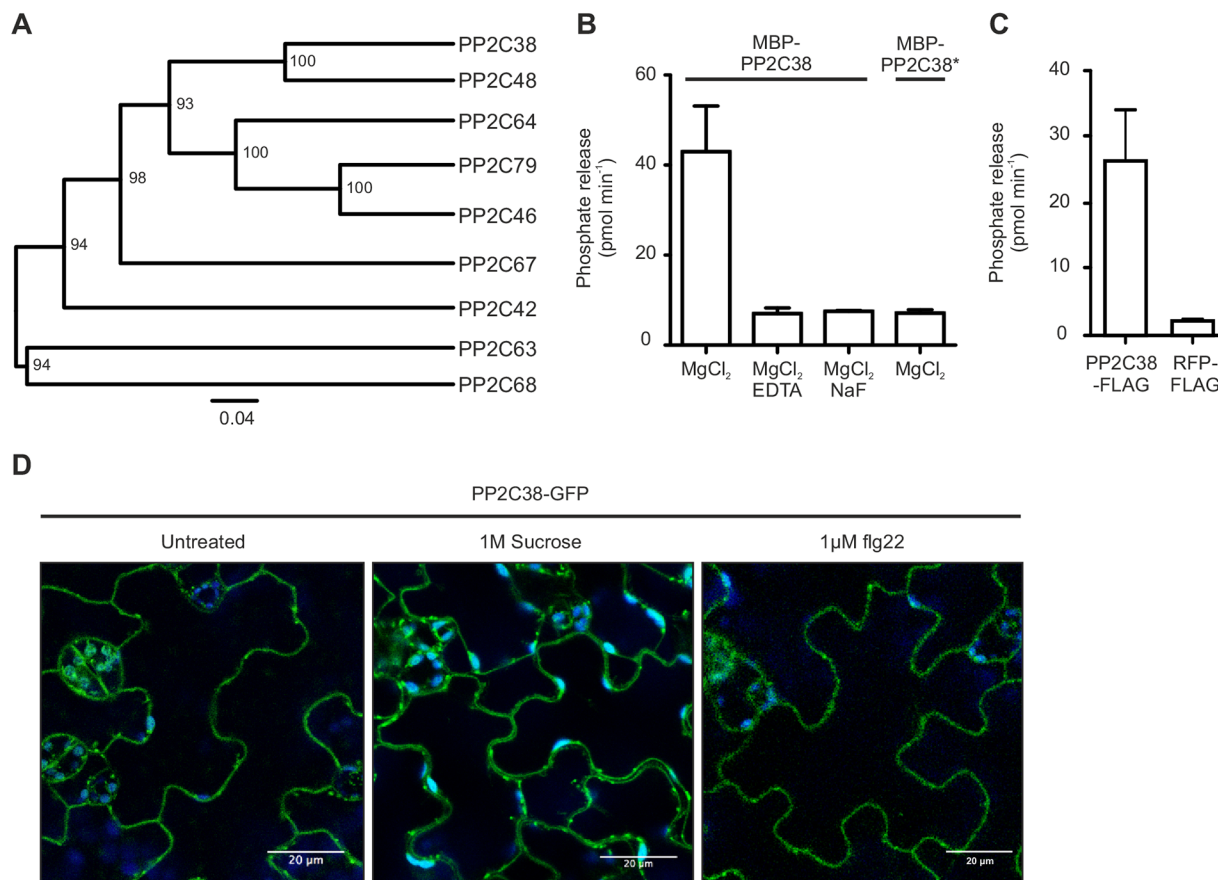 A
PP2C38
100
PP2C48
93
PP2C64
100
PP2C79
100
98
PP2C46
94
PP2C67
PP2C42
PP2C63
94
PP2C68
0.04
B
MBP-
PP2C38
MBP-
PP2C38*
Phosphate release
(pmol min⁻¹)
60
40
20
0
MgCl₂
MgCl₂
EDTA
MgCl₂
NaF
MgCl₂
C
Phosphate release
(pmol min⁻¹)
40
30
20
10
0
PP2C38
-FLAG
RFP-
FLAG
D
PP2C38-GFP
Untreated
1M Sucrose
1µM flg22
20 µm
20 µm
20 µm